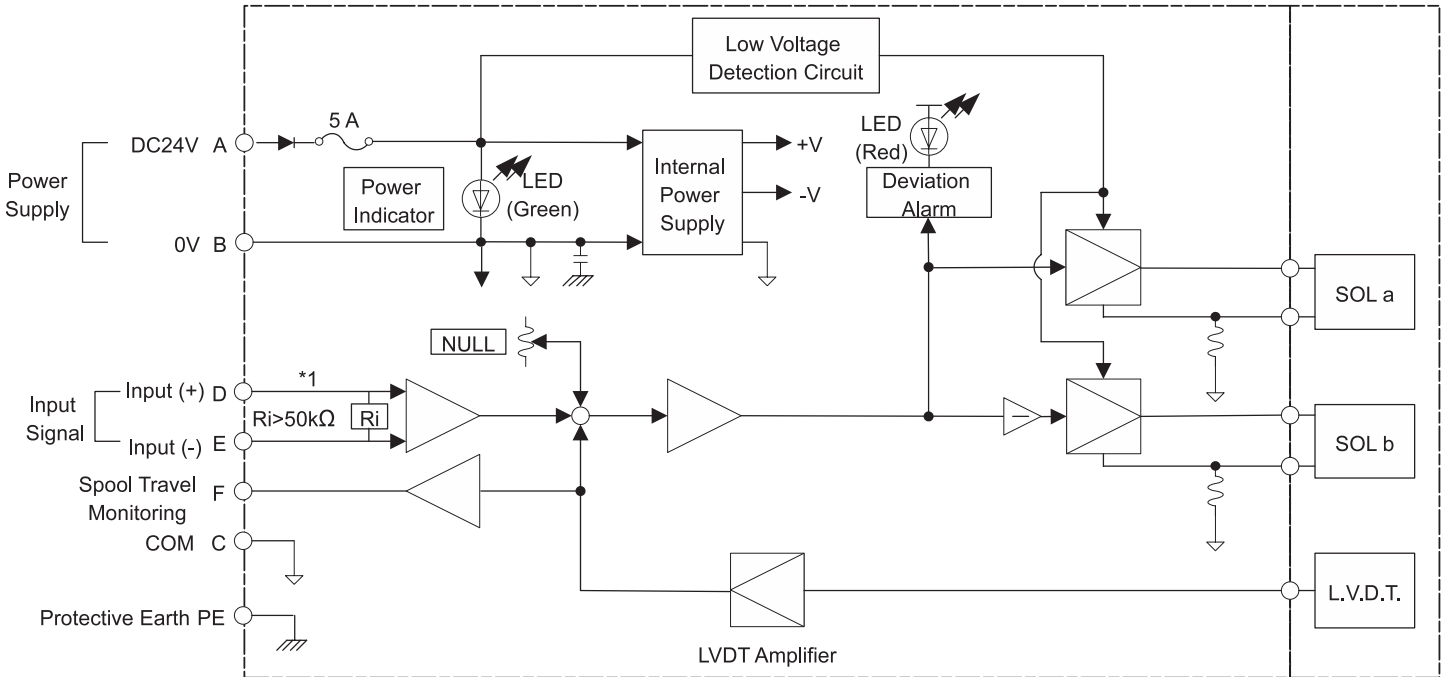 Low Voltage
Detection Circuit
5 A
DC24V A
LED
(Red)
+V
Internal
Power
Supply
Power
Supply
Power
Indicator
LED
(Green)
-V
Deviation
Alarm
0V B
SOL a
NULL
Input (+) D
*1
Input
Signal
Ri>50kΩ
Ri
−
Input (-) E
SOL b
Spool Travel
Monitoring
F
COM C
L.V.D.T.
Protective Earth PE
LVDT Amplifier